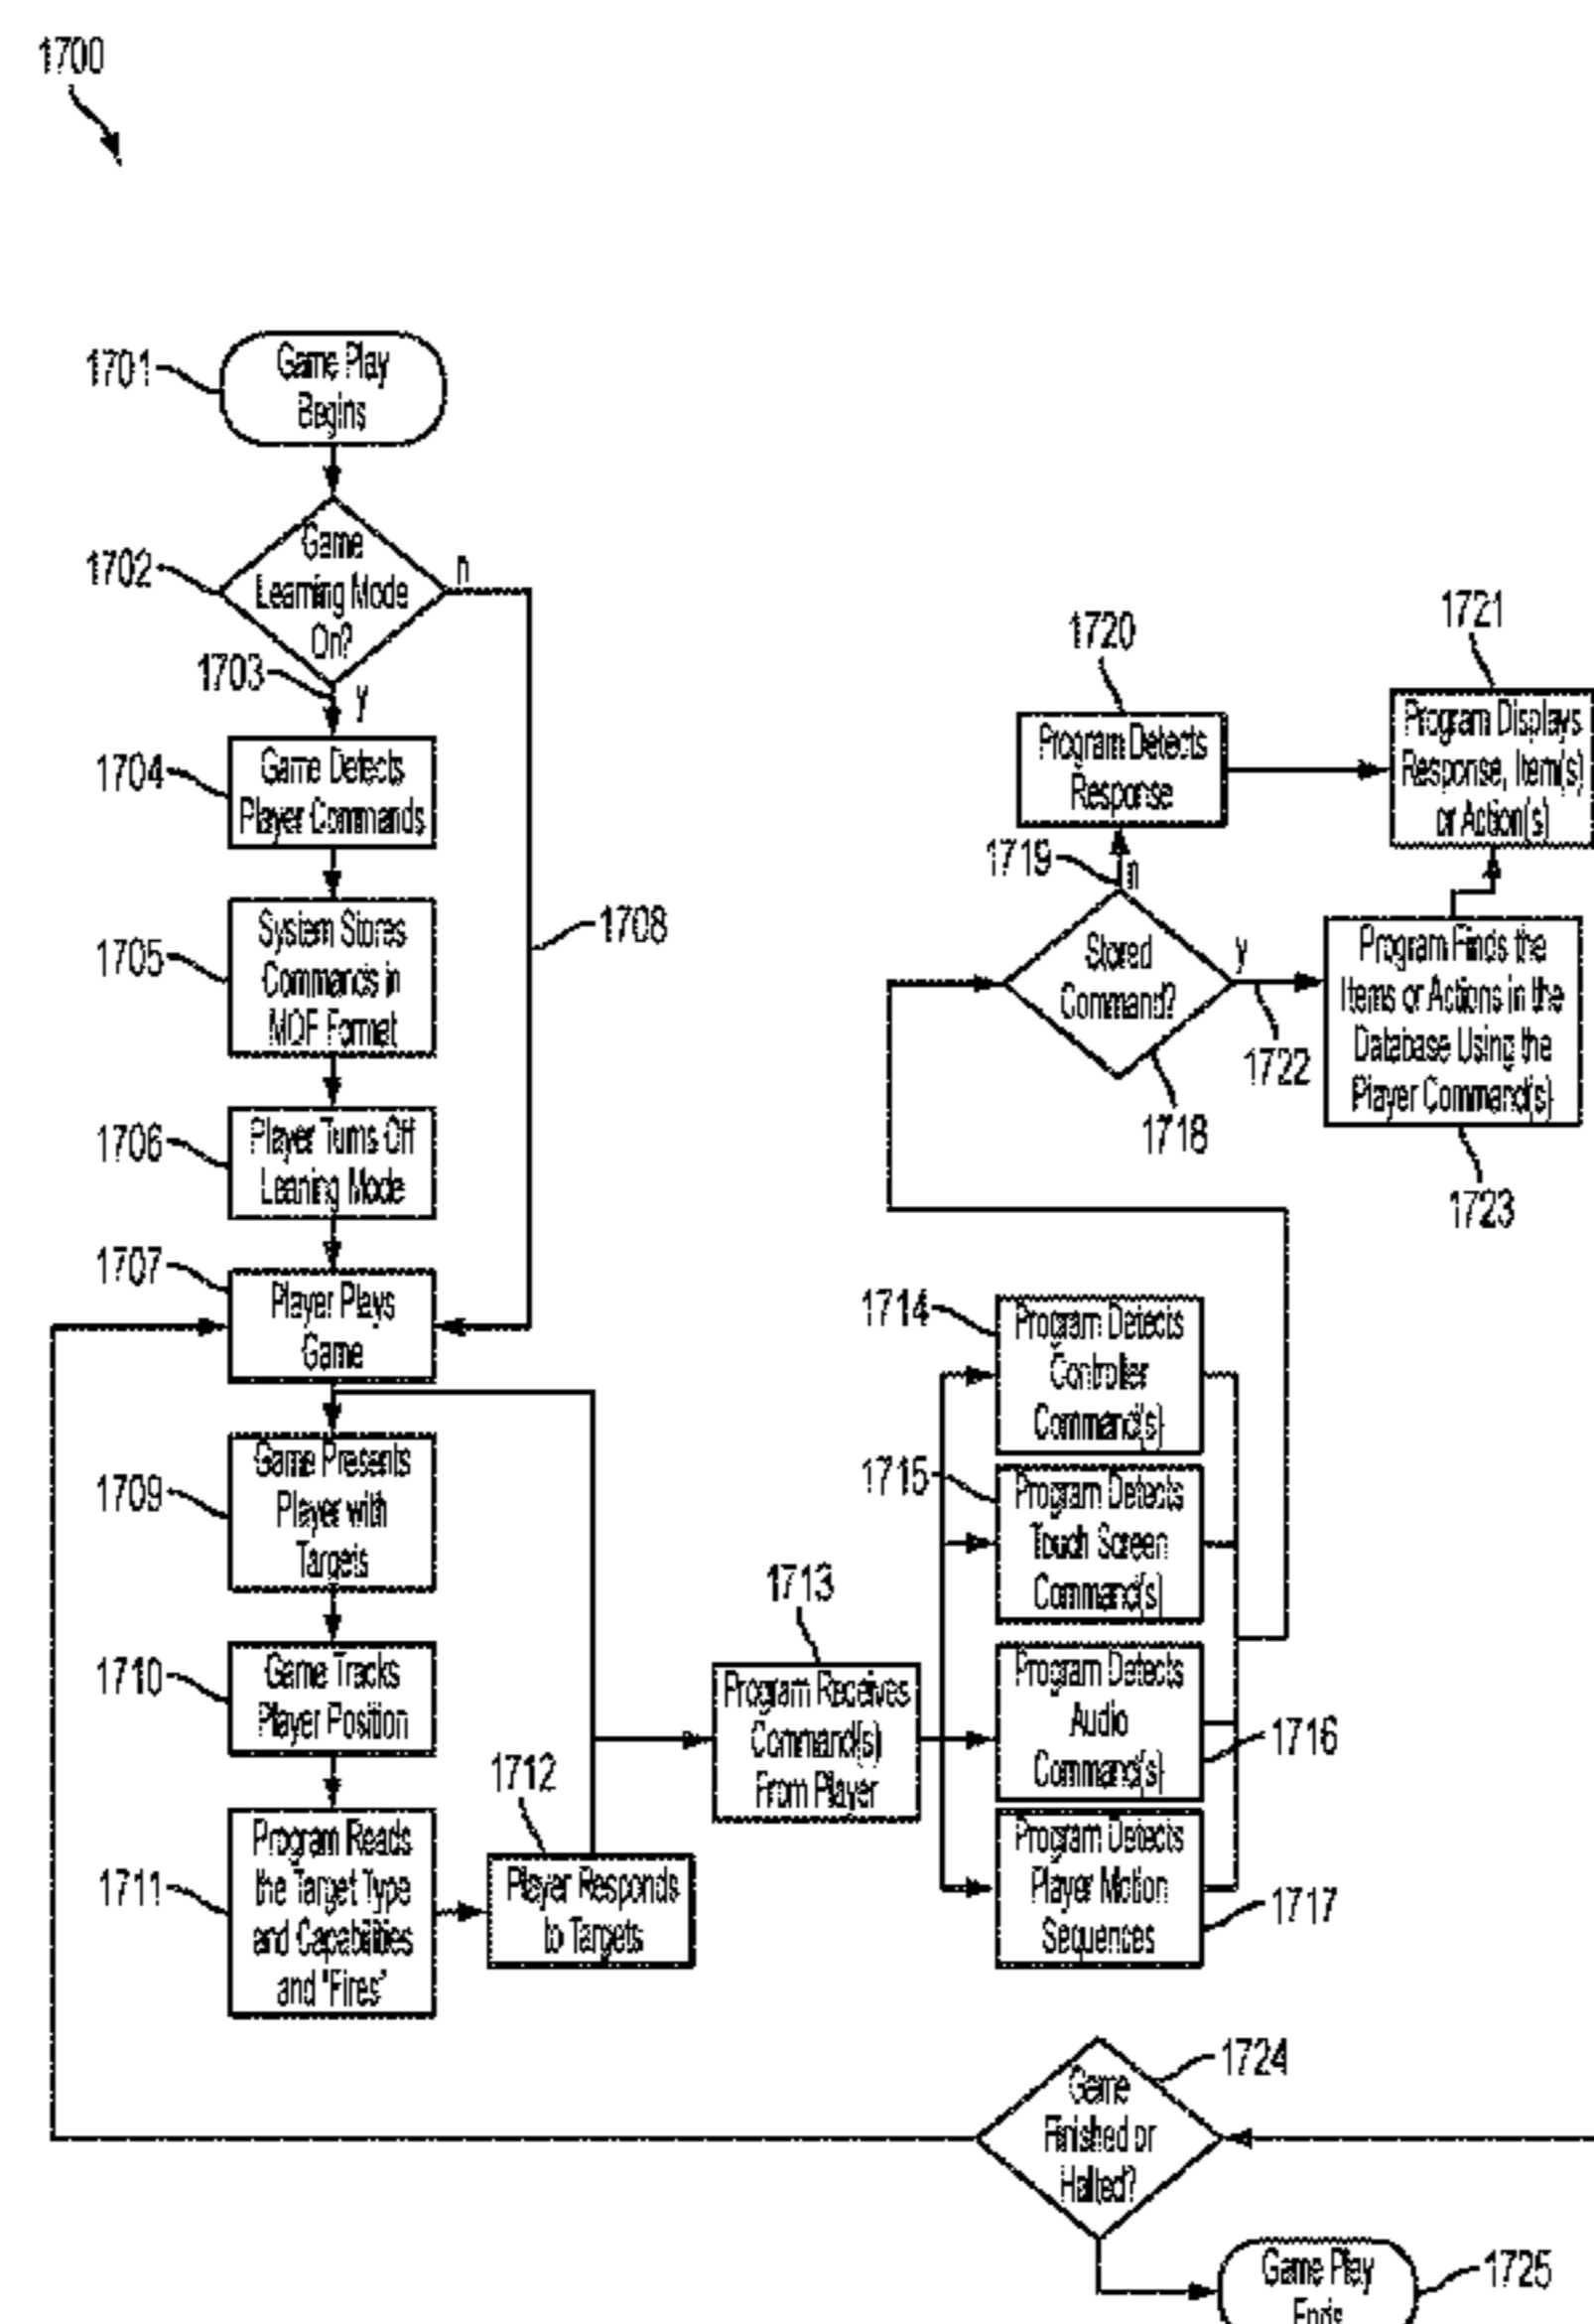 1700
1701
Game Play
Begins
1702
Game
Learning Mode
On?
n
1703
y
1704
Game Detects
Player Commands
1705
System Stores
Commands in
MOF Format
1708
1706
Player Turns Off
Leaning Mode
1707
Player Plays
Game
1709
Game Presents
Player with
Targets
1710
Game Tracks
Player Position
1711
Program Reads
the Target Type
and Capabilities
and "Fires"
1712
Player Responds
to Targets
1713
Program Receives
Command(s)
From Player
1714
Program Detects
Controller
Command(s)
1715
Program Detects
Touch Screen
Command(s)
Program Detects
Audio
Command(s)
1716
Program Detects
Player Motion
Sequences
1717
1720
Program Detects
Response
1721
Program Displays
Response, Item(s)
or Action(s)
1719
n
Stored
Command?
y
1722
1718
Program Finds the
Items or Actions in the
Database Using the
Player Command(s)
1723
1724
Game
Finished or
Halted?
Game Play
Ends
1725